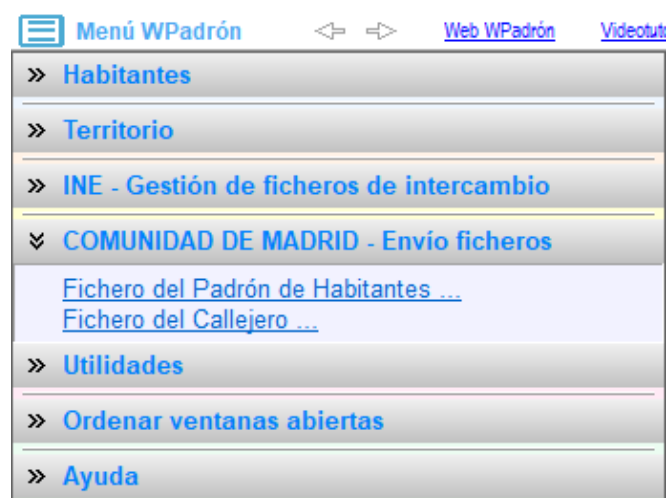 Menú WPadrón Web WPadrón
Habitantes
Territorio
INE - Gestión de ficheros de intercambio
COMUNIDAD DE MADRID - Envío ficheros
Fichero del Padrón de Habitantes ...
Fichero del Callejero ...
Utilidades
Ordenar ventanas abiertas
Ayuda